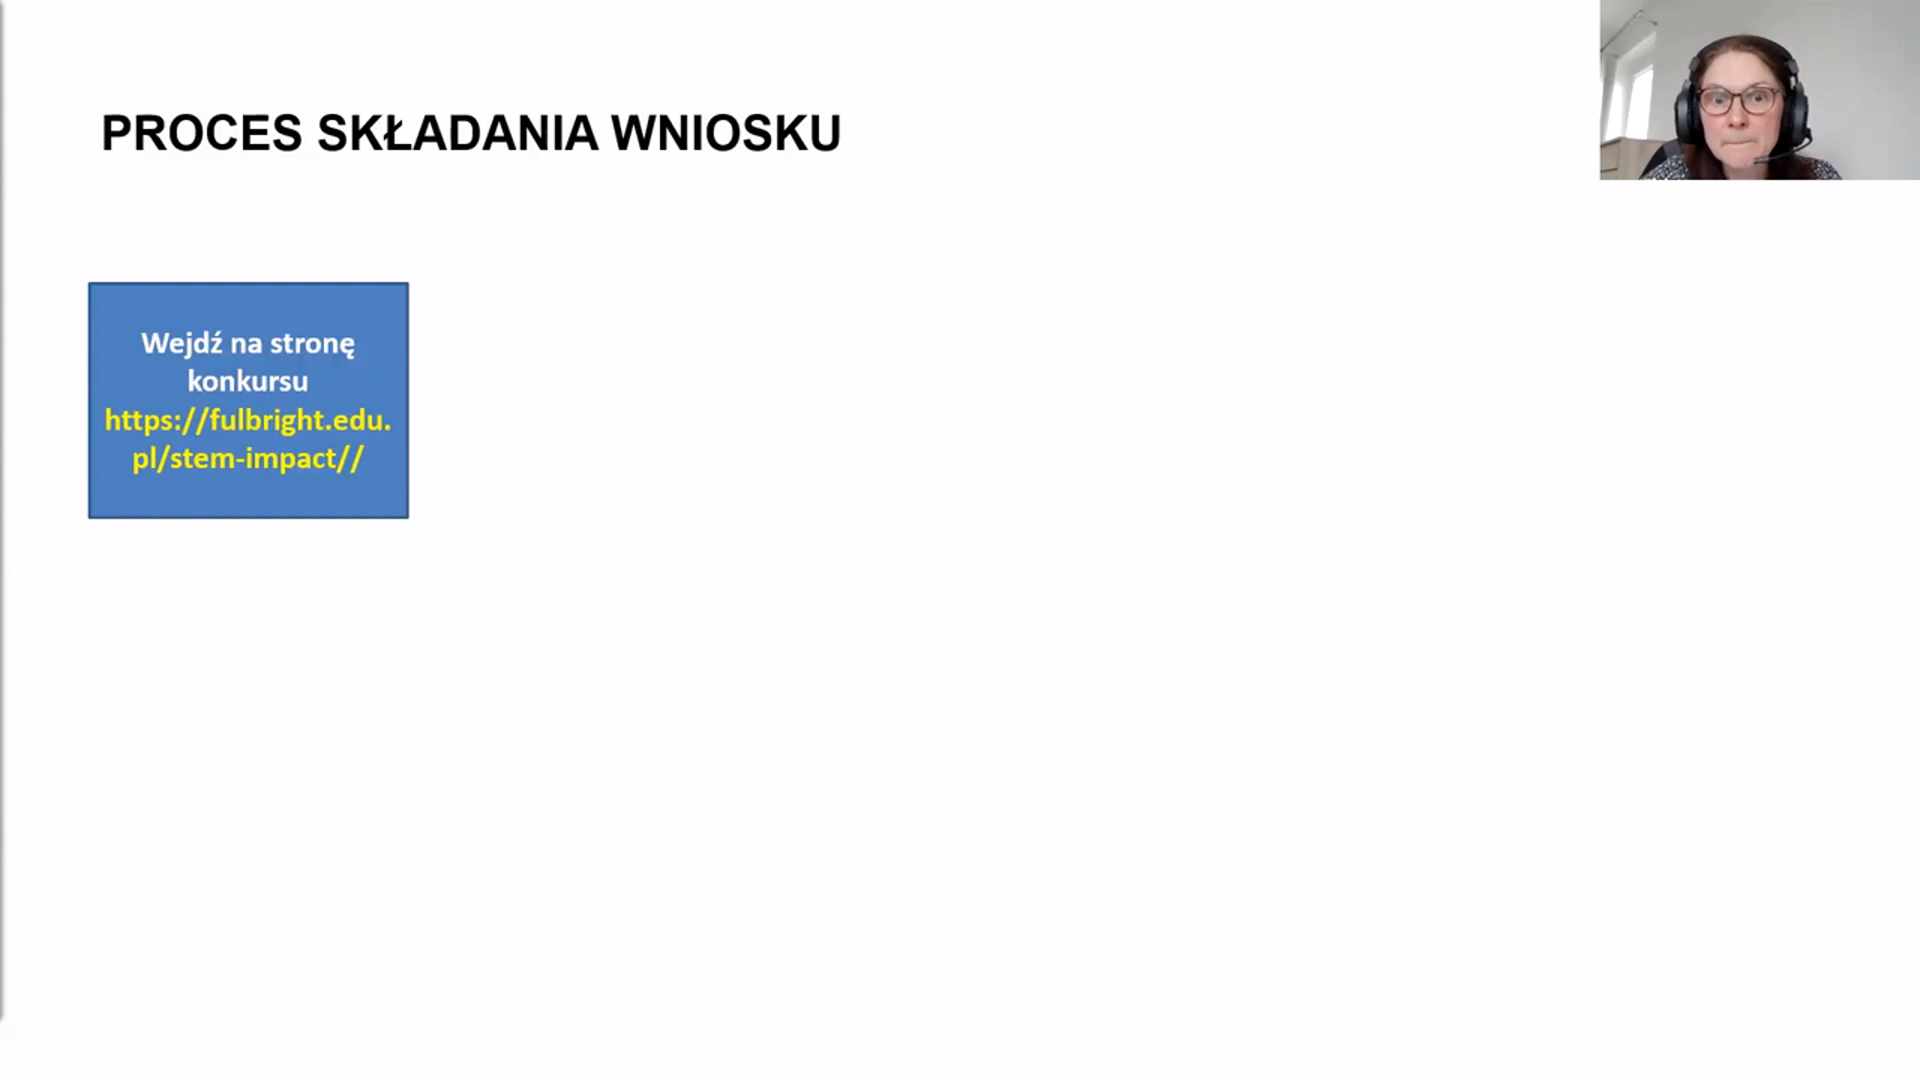 PROCES SKŁADANIA WNIOSKU
Wejdź na stronę
konkursu
https://fulbright.edu.
pl/stem-impact//